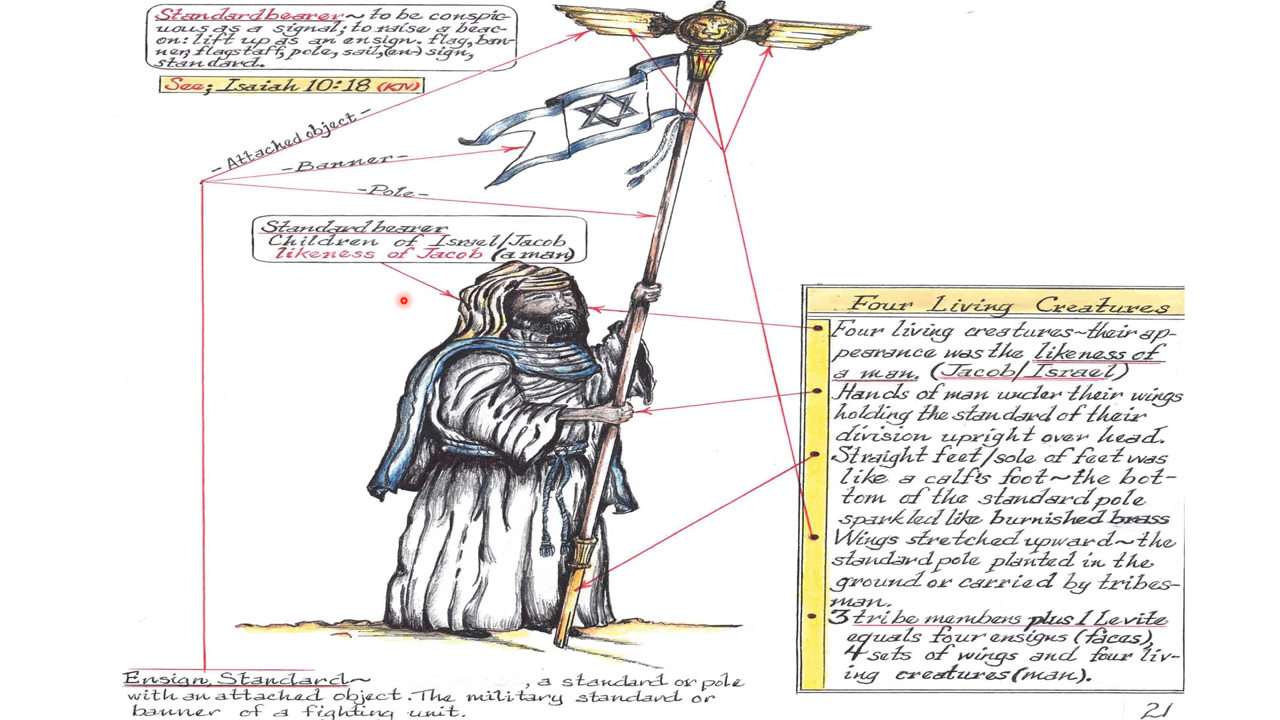 Standardbearer~ to be conspic-
uous as a signal; to raise a beac-
on: lift up as an ensign. flag, ban-
ner, flagstaff, pole, sail, (en) sign,
standard.
See; Isaiah 10:18 (KJV)
- Attached object -
- Banner -
- Pole -
Standardbearer
Children of Israel/Jacob
likeness of Jacob (a man)
Four Living Creatures
Four living creatures~their ap-
pearance was the likeness of
a man. (Jacob/Israel)
Hands of man under their wings
holding the standard of their
division upright over head.
Straight feet/sole of feet was
like a calf's foot~the bot-
tom of the standard pole
sparkled like burnished brass
Wings stretched upward~the
standard pole planted in the
ground or carried by tribes-
man.
3 tribe members plus 1 Levite
equals four ensigns (faces),
4 sets of wings and four liv-
ing creatures (man).
Ensign, Standard~ , a standard or pole
with an attached object. The military standard or
banner of a fighting unit.
21